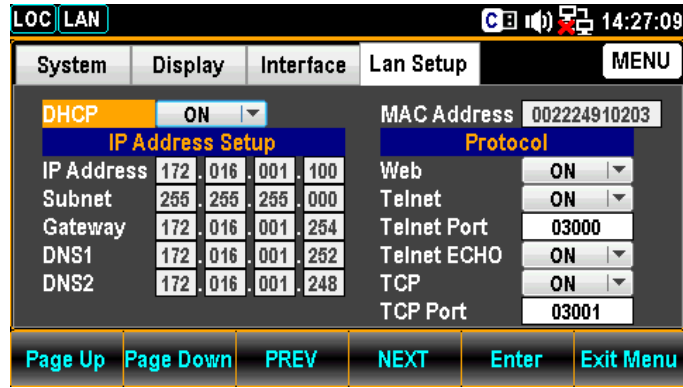 LOC LAN C 14:27:09
System Display Interface Lan Setup MENU
DHCP ON MAC Address 002224910203
IP Address Setup Protocol
IP Address 172 . 016 . 001 . 100 Web ON
Subnet 255 . 255 . 255 . 000 Telnet ON
Gateway 172 . 016 . 001 . 254 Telnet Port 03000
DNS1 172 . 016 . 001 . 252 Telnet ECHO ON
DNS2 172 . 016 . 001 . 248 TCP ON
TCP Port 03001
Page Up Page Down PREV NEXT Enter Exit Menu